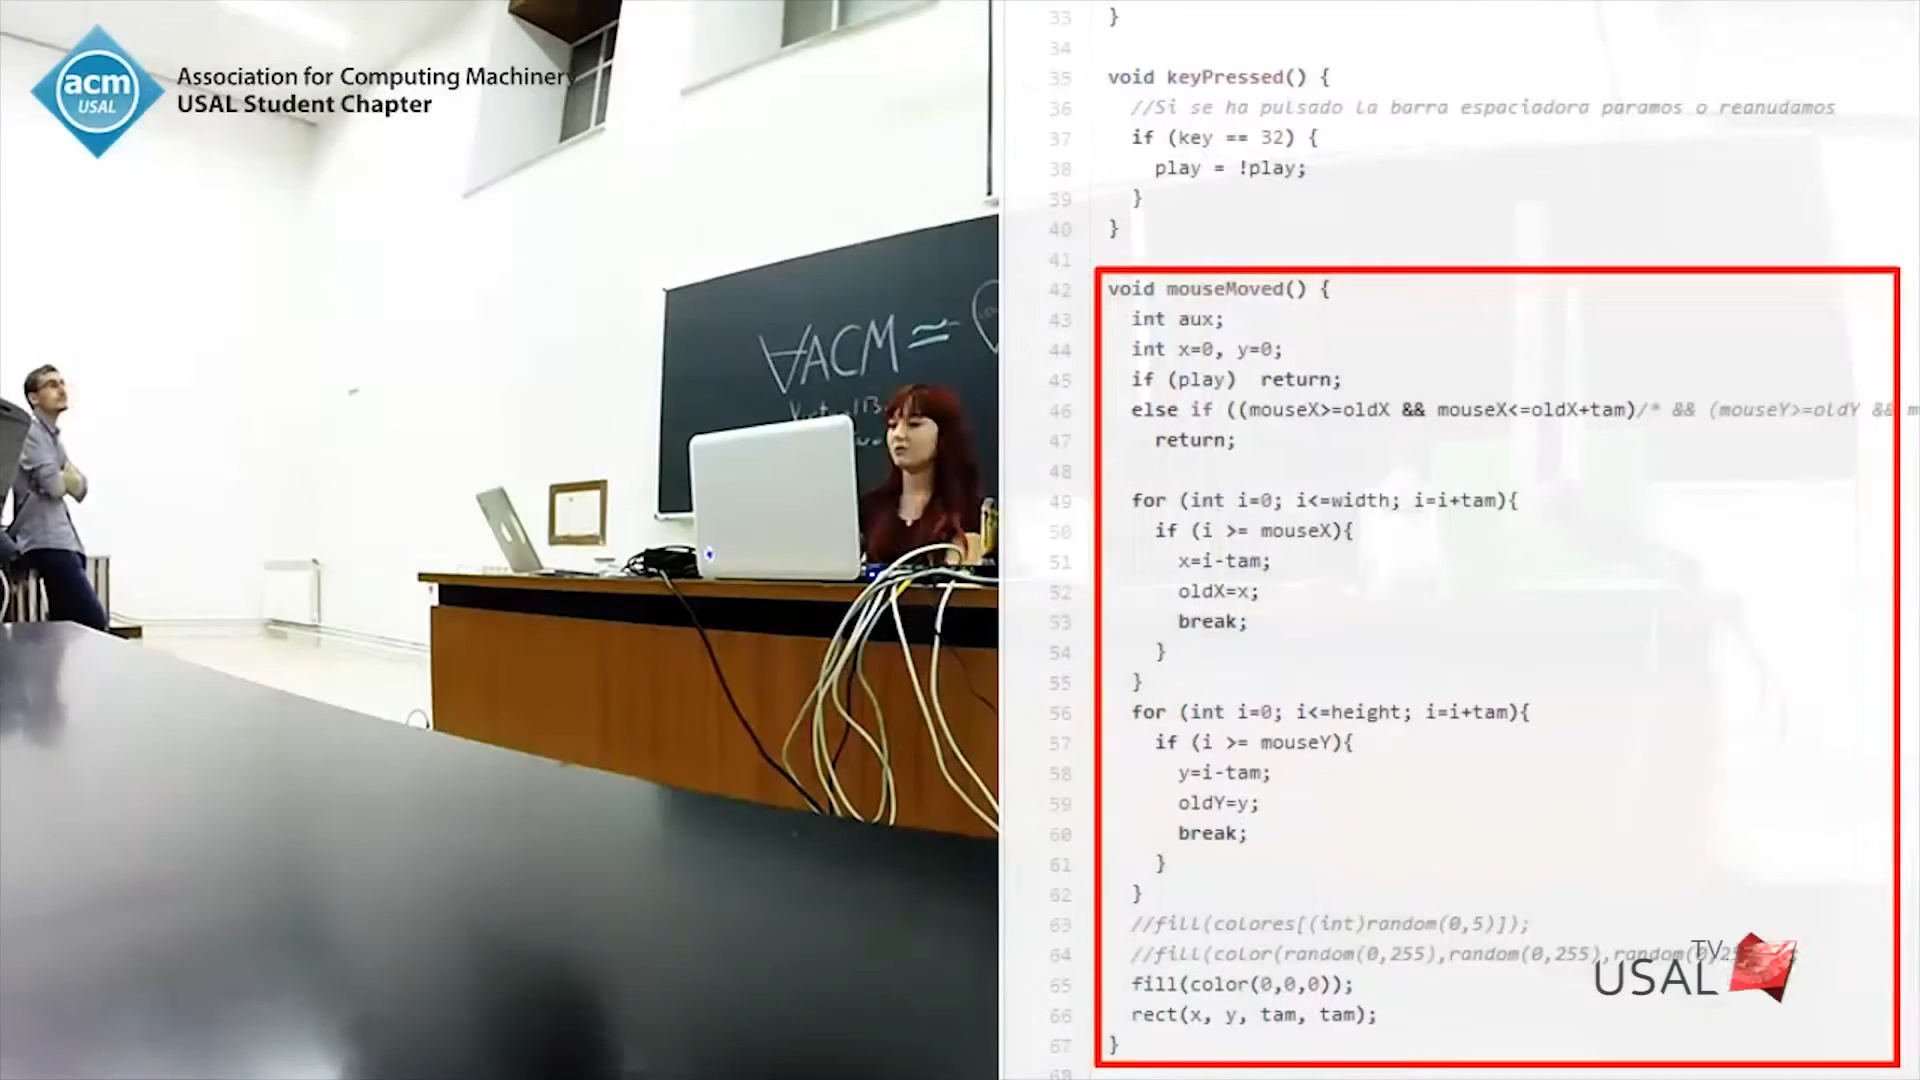 acm
USAL
Association for Computing Machinery
USAL Student Chapter
∀ACM ≃
33 }
34
35 void keyPressed() {
36 //Si se ha pulsado la barra espaciadora paramos o reanudamos
37 if (key == 32) {
38 play = !play;
39 }
40 }
41
42 void mouseMoved() {
43 int aux;
44 int x=0, y=0;
45 if (play)  return;
46 else if ((mouseX>=oldX && mouseX<=oldX+tam)/* && (mouseY>=oldY && m
47 return;
48
49 for (int i=0; i<=width; i=i+tam){
50 if (i >= mouseX){
51 x=i-tam;
52 oldX=x;
53 break;
54 }
55 }
56 for (int i=0; i<=height; i=i+tam){
57 if (i >= mouseY){
58 y=i-tam;
59 oldY=y;
60 break;
61 }
62 }
63 //fill(colores[(int)random(0,5)]);
64 //fill(color(random(0,255),random(0,255),random(0,25
65 fill(color(0,0,0));
66 rect(x, y, tam, tam);
67 }
68
TV
USAL